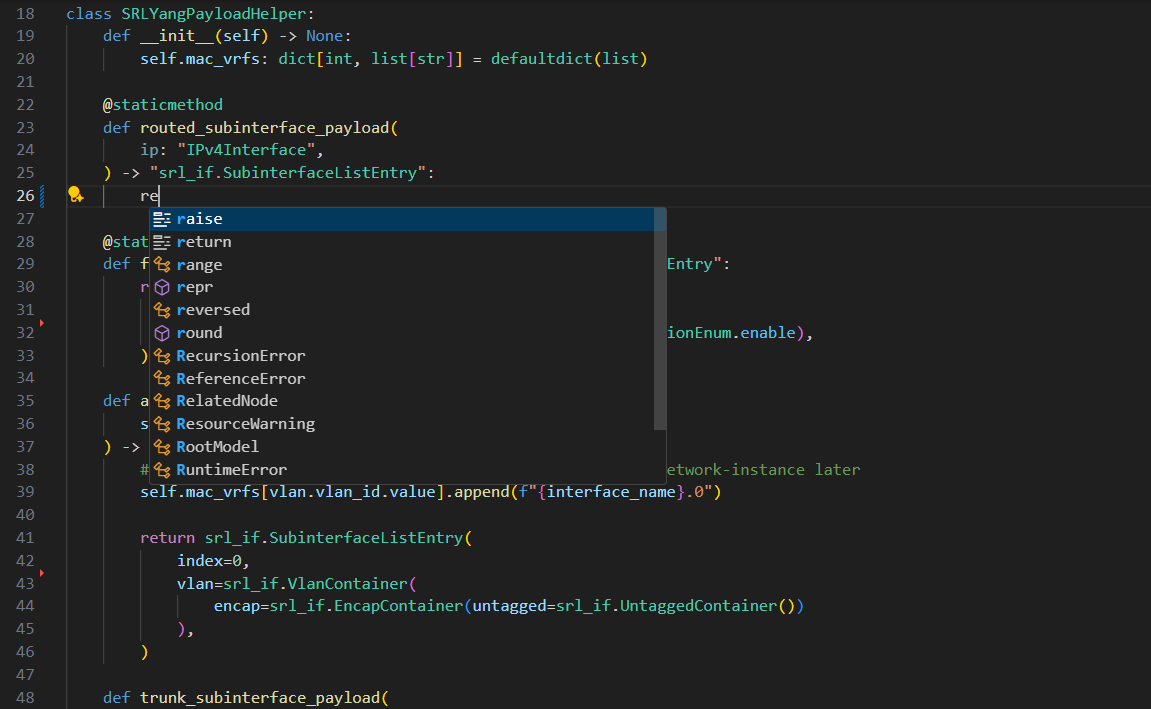 18 class SRLYangPayloadHelper:
19 def __init__(self) -> None:
20 self.mac_vrfs: dict[int, list[str]] = defaultdict(list)
21
22 @staticmethod
23 def routed_subinterface_payload(
24 ip: "IPv4Interface",
25 ) -> "srl_if.SubinterfaceListEntry":
26 re
27 raise
28 @stat return
29 def f range Entry":
30 r repr
31 reversed
32 round ionEnum.enable),
33 ) RecursionError
34 ReferenceError
35 def a RelatedNode
36 s ResourceWarning
37 ) -> RootModel
38 # RuntimeError etwork-instance later
39 self.mac_vrfs[vlan.vlan_id.value].append(f"{interface_name}.0")
40
41 return srl_if.SubinterfaceListEntry(
42 index=0,
43 vlan=srl_if.VlanContainer(
44 encap=srl_if.EncapContainer(untagged=srl_if.UntaggedContainer())
45 ),
46 )
47
48 def trunk_subinterface_payload(